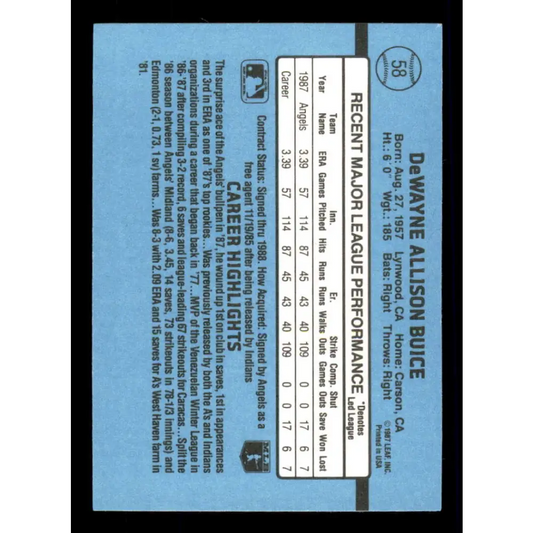 58
DeWAYNE ALLISON BUICE
Born: Aug. 27, 1957 Lynwood, CA Home: Carson, CA
Ht.: 6' 0" Wgt.: 185 Bats: Right Throws: Right
©1987 LEAF, INC.
Printed in USA
RECENT MAJOR LEAGUE PERFORMANCE
*Denotes
Led League
Team Inn. Er. Strike Comp. Shut
Year Name ERA Games Pitched Hits Runs Runs Walks Outs Games Outs Save Won Lost
1987 Angels 3.39 57 114 87 45 43 40 109 0 0 17 6 7
Career 3.39 57 114 87 45 43 40 109 0 0 17 6 7
Contract Status: Signed thru 1988. How Acquired: Signed by Angels as a
free agent 11/19/85 after being released by Indians
CAREER HIGHLIGHTS
The surprise ace of the Angels' bullpen in '87, he wound up 1st on club in saves, 1st in appearances
and 3rd in ERA as one of '87's top rookies... Was previously released by both the A's and Indians
organizations during a career that began back in '77... MVP of the Venezuelan Winter League in
'86-'87 after compiling 3-2 record, 6 saves and league-leading 67 strikeouts for Caracas... Split the
'86 season between Angels' Midland (8-6, 3.45, 14 saves, 73 strikeouts in 78-1/3 innings) and
Edmonton (2-1, 0.73, 1 sv) farms... Was 8-3 with 2.09 ERA and 15 saves for A's West Haven farm in
'81.